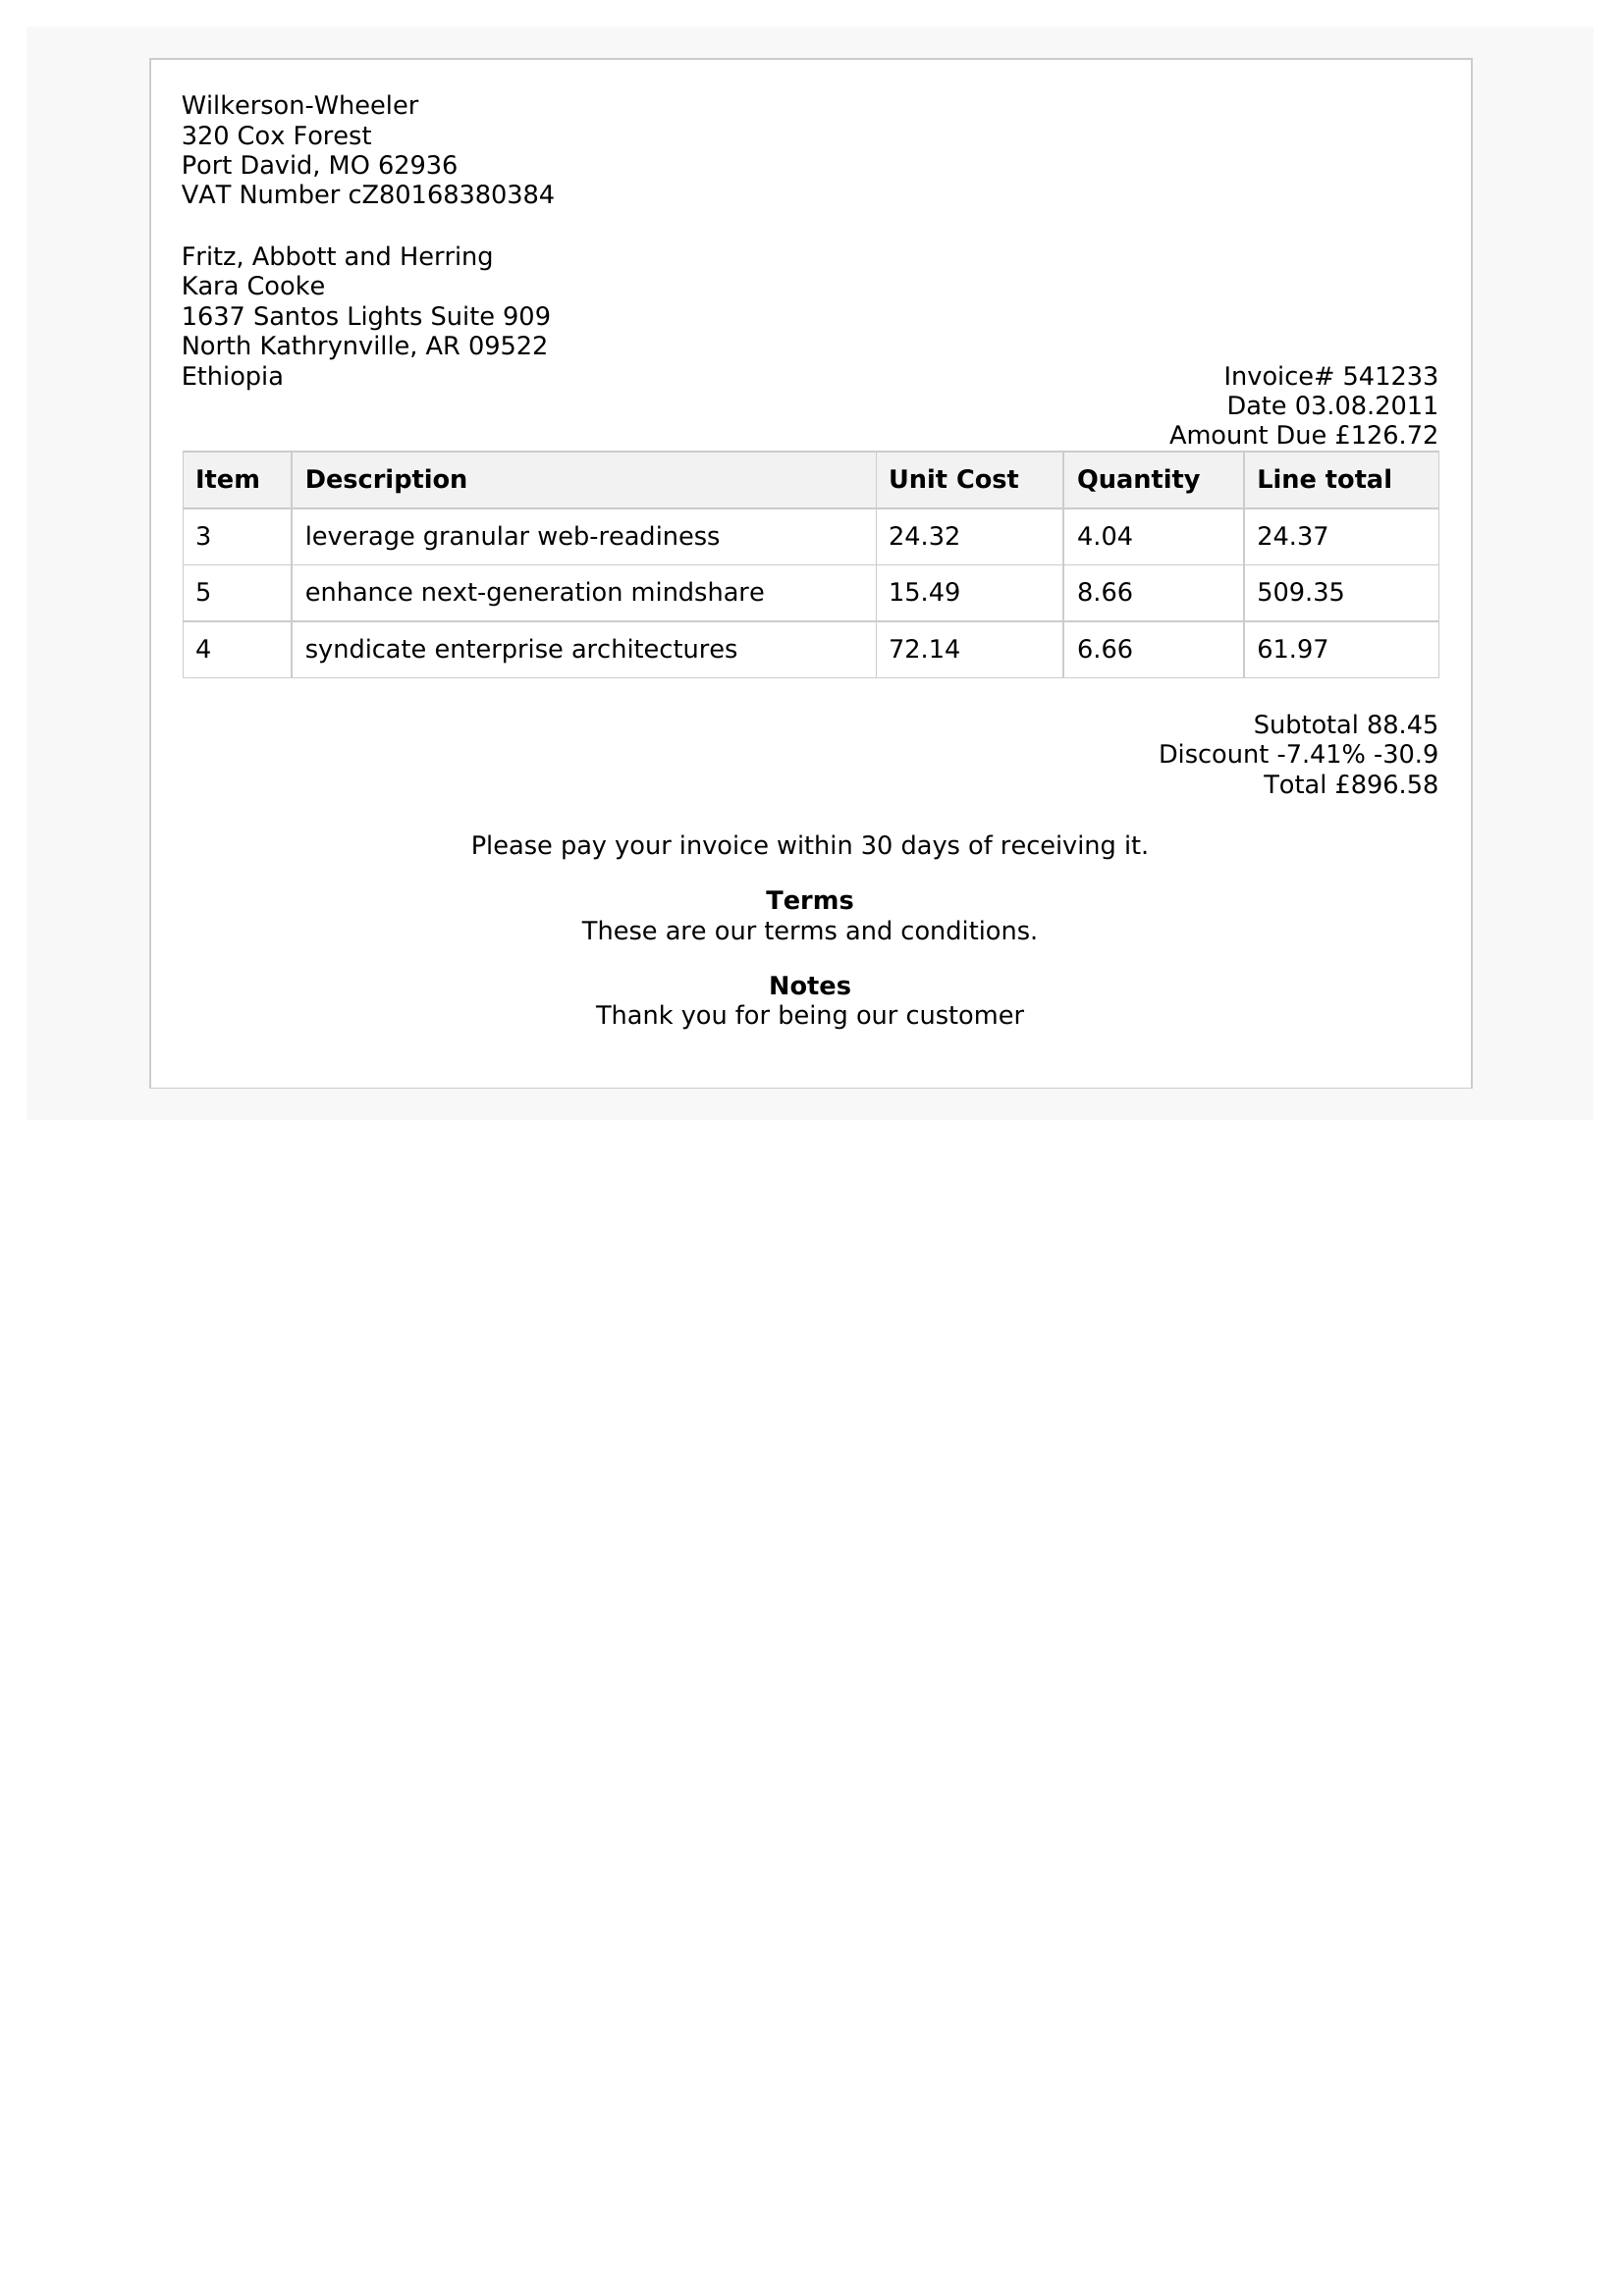 Wilkerson-Wheeler
320 Cox Forest
Port David, MO 62936
VAT Number cZ80168380384
Fritz, Abbott and Herring
Kara Cooke
1637 Santos Lights Suite 909
North Kathrynville, AR 09522
Ethiopia
Invoice# 541233
Date 03.08.2011
Amount Due £126.72
Item Description Unit Cost Quantity Line total
3 leverage granular web-readiness 24.32 4.04 24.37
5 enhance next-generation mindshare 15.49 8.66 509.35
4 syndicate enterprise architectures 72.14 6.66 61.97
Subtotal 88.45
Discount -7.41% -30.9
Total £896.58
Please pay your invoice within 30 days of receiving it.
Terms
These are our terms and conditions.
Notes
Thank you for being our customer